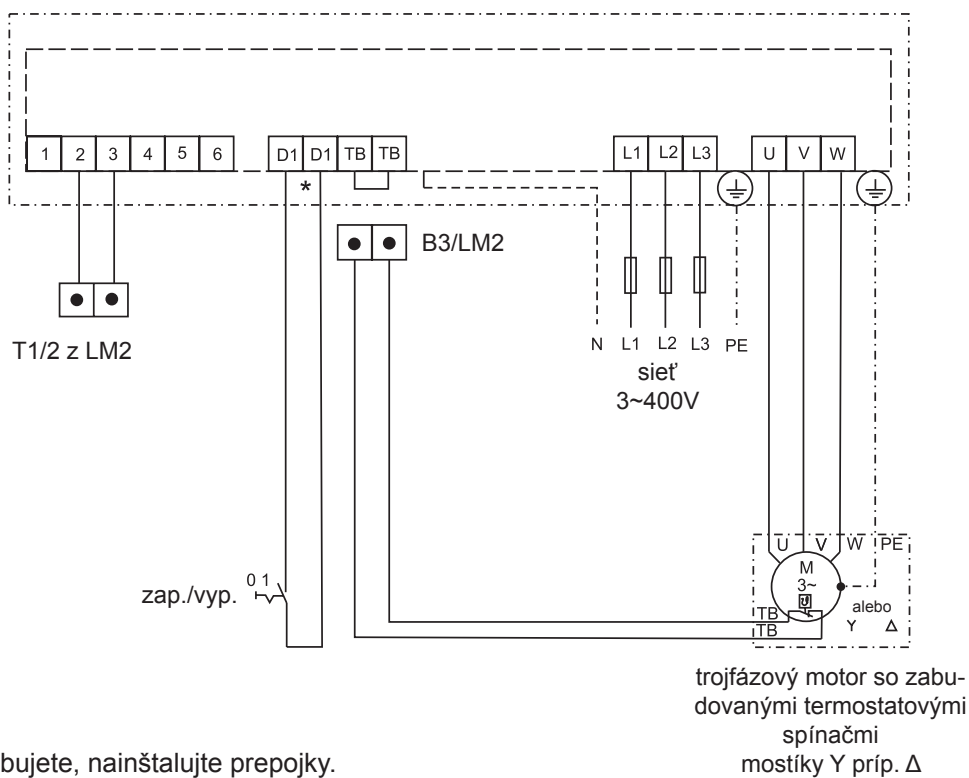 1 2 3 4 5 6 D1 D1 TB TB L1 L2 L3 U V W
*
B3/LM2
T1/2 z LM2
N L1 L2 L3 PE
sieť
3~400V
zap./vyp.
0 1
U V W PE
M
3~
ϑ
TB
TB
alebo
Y Δ
trojfázový motor so zabu-
dovanými termostatovými
spínačmi
mostíky Y príp. Δ
bujete, nainštalujte prepojky.